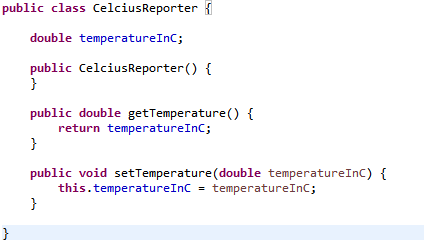 public class CelciusReporter {
double temperatureInC;
public CelciusReporter() {
}
public double getTemperature() {
return temperatureInC;
}
public void setTemperature(double temperatureInC) {
this.temperatureInC = temperatureInC;
}
}